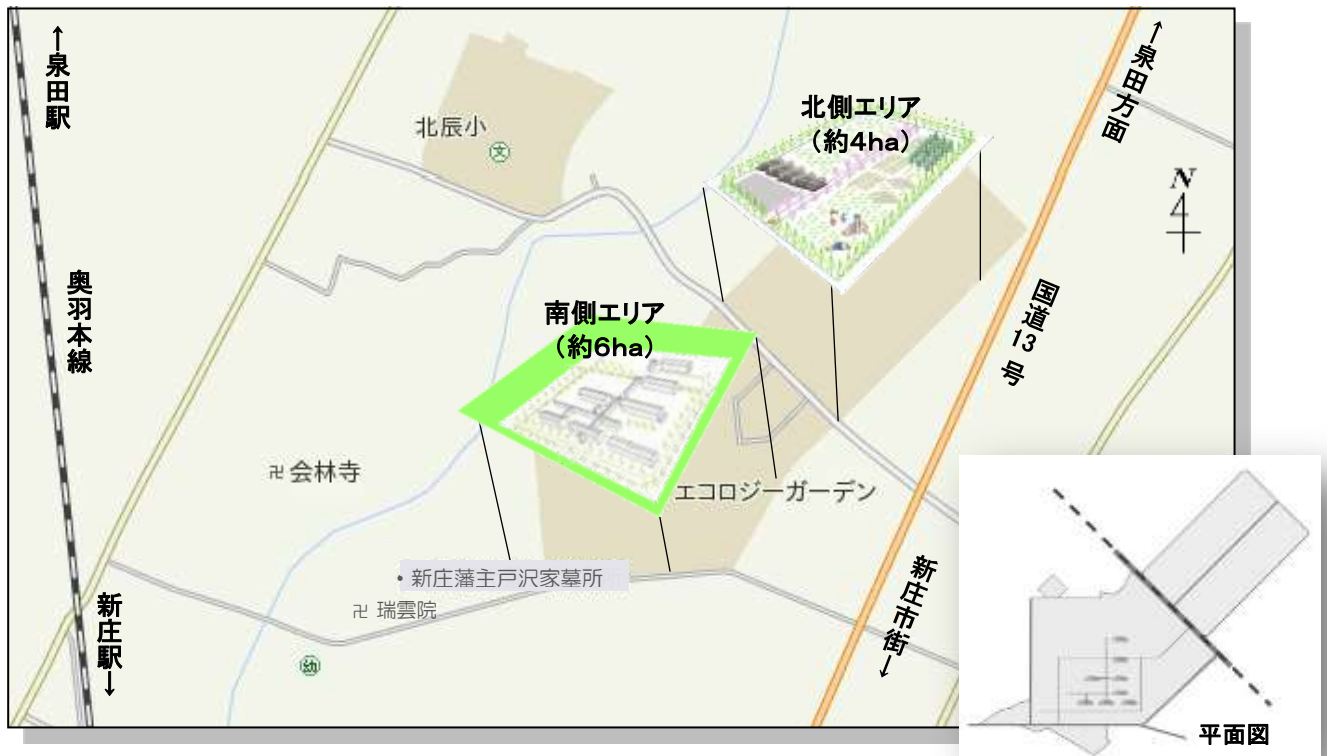 ←泉田駅
北辰小
文
北側エリア
（約4ha）
←泉田方面
N
奥羽本線
南側エリア
（約6ha）
国道13号
卍 会林寺
エコロジーガーデン
・新庄藩主戸沢家墓所
卍 瑞雲院
新庄駅→
幼
新庄市街→
平面図